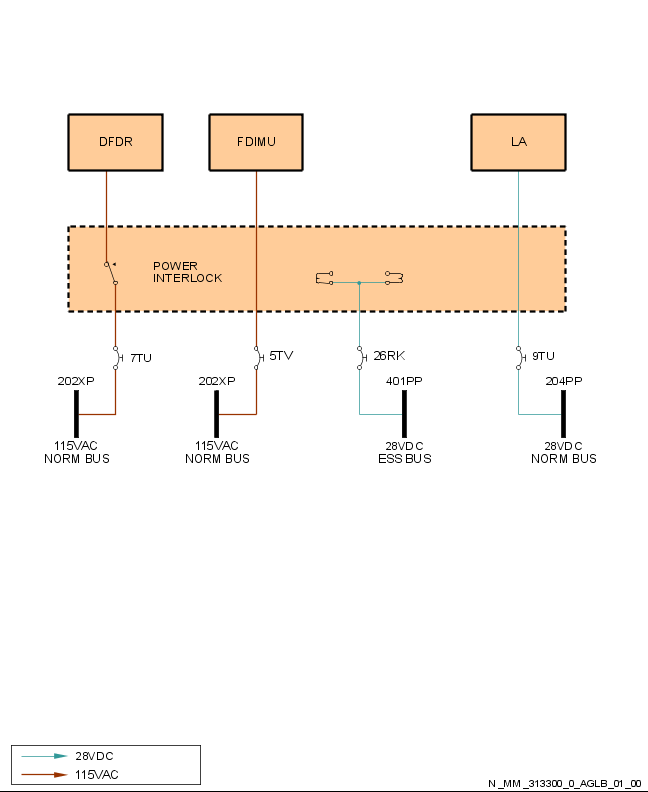 DFDR
FDIMU
LA
POWER
INTERLOCK
7TU
5TV
26RK
9TU
202XP
202XP
401PP
204PP
115VAC
NORM BUS
115VAC
NORM BUS
28VDC
ESS BUS
28VDC
NORM BUS
28VDC
115VAC
N_MM_313300_0_AGLB_01_00